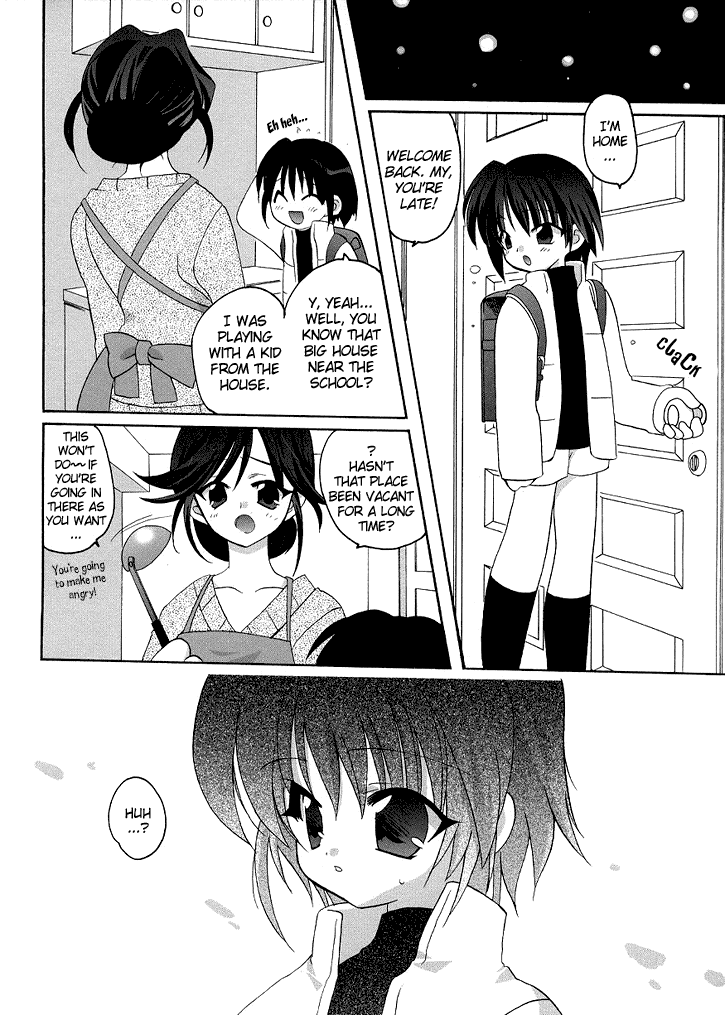 I'M
HOME
...
WELCOME
BACK. MY,
YOU'RE
LATE!
CLACK
Eh heh...
Y, YEAH...
WELL, YOU
KNOW THAT
BIG HOUSE
NEAR THE
SCHOOL?
I WAS
PLAYING
WITH A KID
FROM THE
HOUSE.
?
HASN'T
THAT PLACE
BEEN VACANT
FOR A LONG
TIME?
THIS
WON'T
DO~~ IF
YOU'RE
GOING IN
THERE AS
YOU WANT
...
You're going
to make me
angry!
HUH
...?